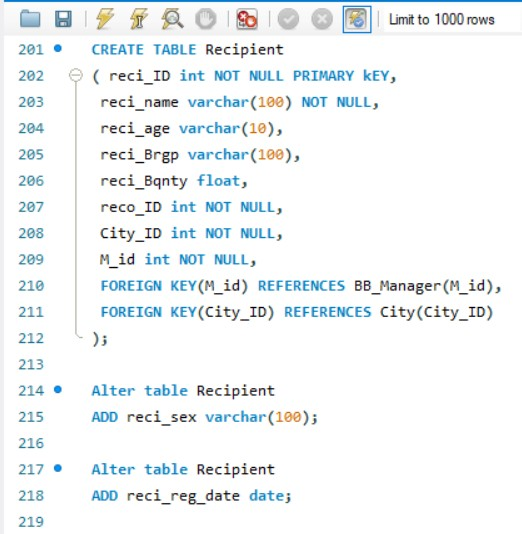 Limit to 1000 rows
201 CREATE TABLE Recipient
202 ( reci_ID int NOT NULL PRIMARY kEY,
203 reci_name varchar(100) NOT NULL,
204 reci_age varchar(10),
205 reci_Brgp varchar(100),
206 reci_Bqnty float,
207 reco_ID int NOT NULL,
208 City_ID int NOT NULL,
209 M_id int NOT NULL,
210 FOREIGN KEY(M_id) REFERENCES BB_Manager(M_id),
211 FOREIGN KEY(City_ID) REFERENCES City(City_ID)
212 );
213
214 Alter table Recipient
215 ADD reci_sex varchar(100);
216
217 Alter table Recipient
218 ADD reci_reg_date date;
219